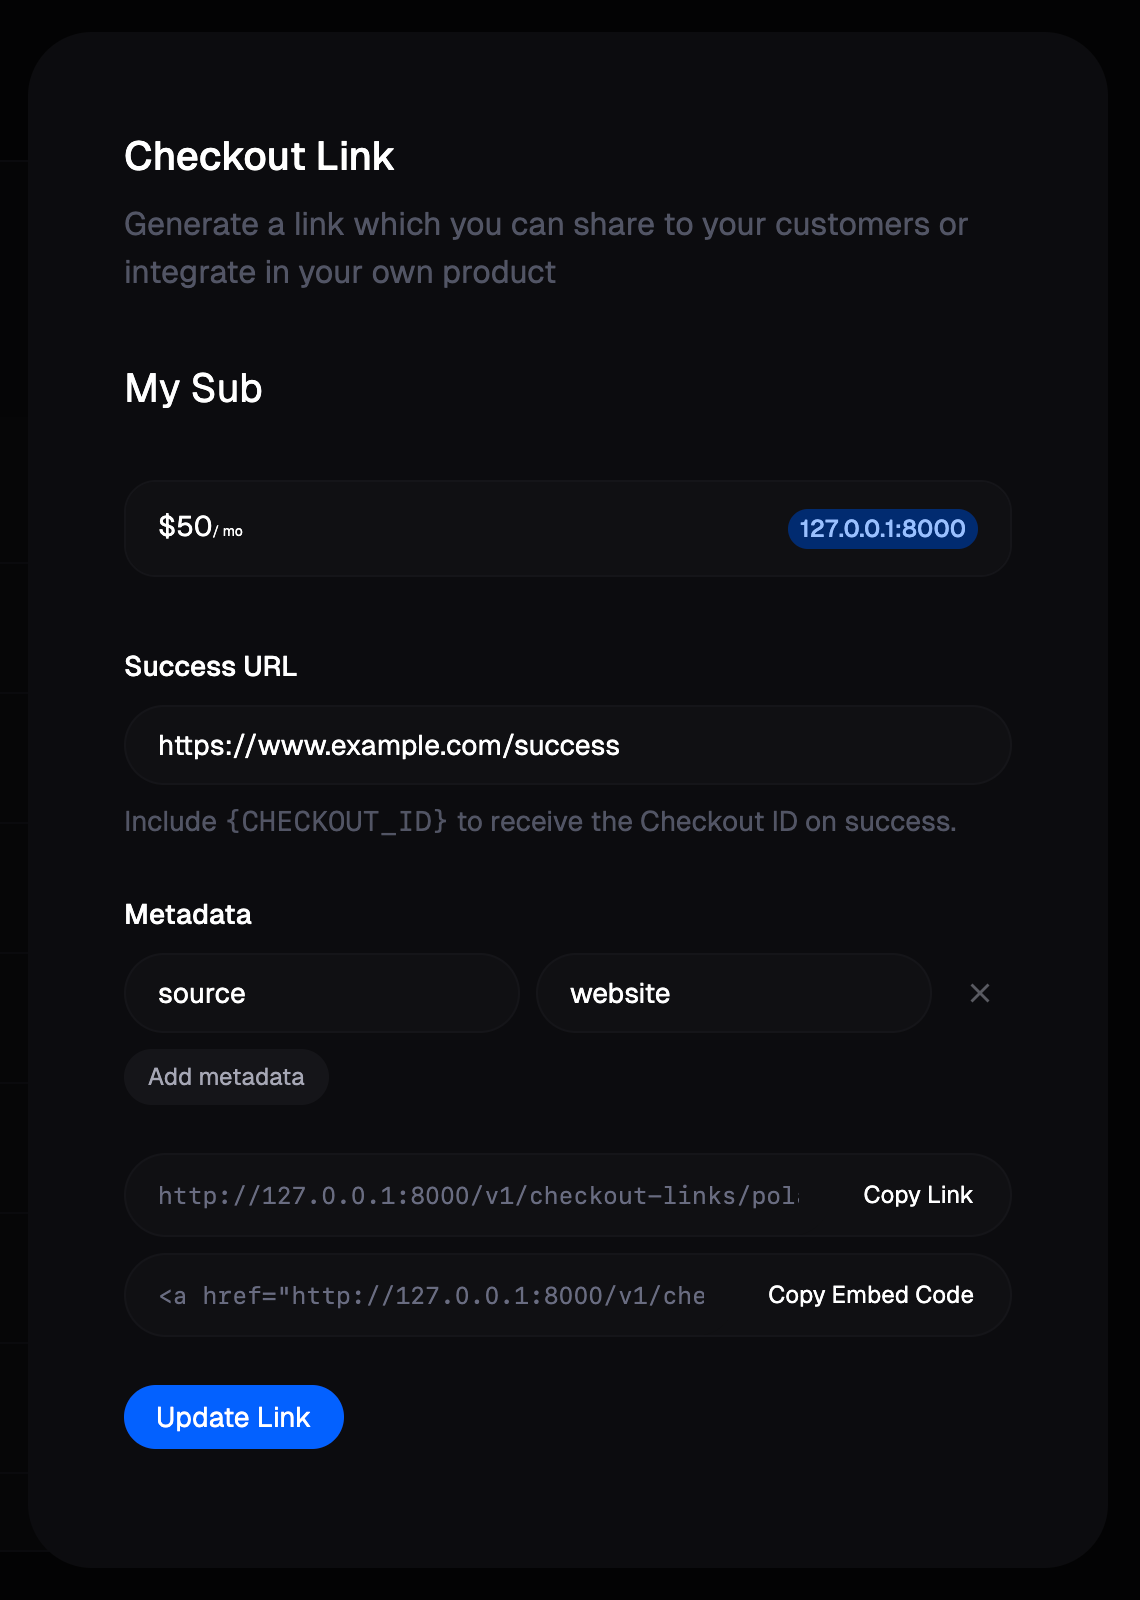 Checkout Link
Generate a link which you can share to your customers or
integrate in your own product
My Sub
$50/ mo 127.0.0.1:8000
Success URL
https://www.example.com/success
Include {CHECKOUT_ID} to receive the Checkout ID on success.
Metadata
source website
Add metadata
http://127.0.0.1:8000/v1/checkout-links/pol Copy Link
<a href="http://127.0.0.1:8000/v1/che Copy Embed Code
Update Link